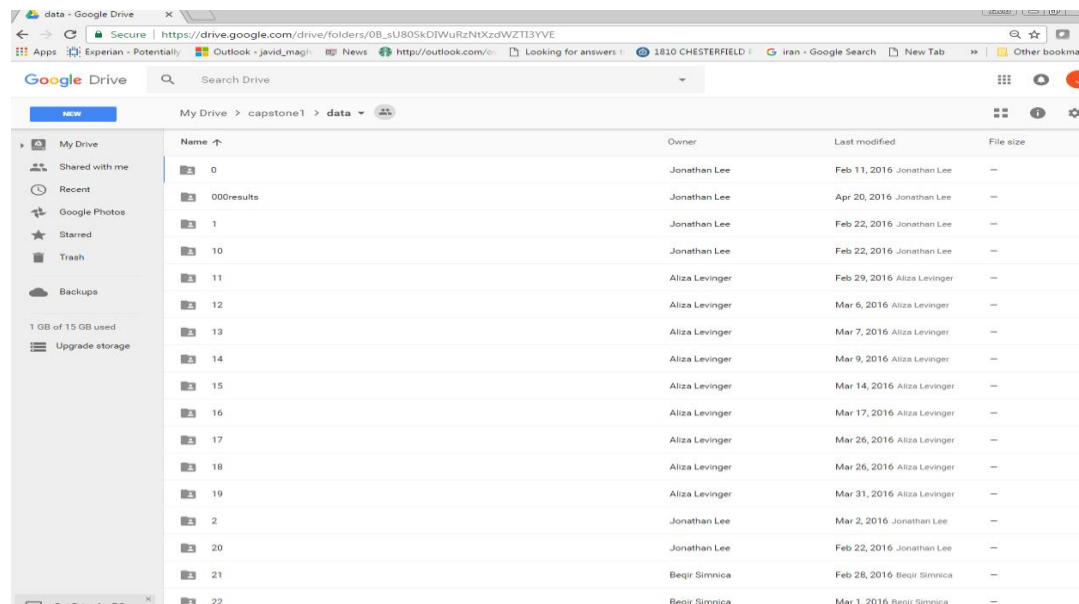 data - Google Drive
Secure | https://drive.google.com/drive/folders/0B_sU80SkDIWuRzNtXzdWZTI3YVE
Apps Experian - Potentially Outlook - javid_magh News http://outlook.com/ Looking for answers 1810 CHESTERFIELD iran - Google Search New Tab » Other bookma
Google Drive Search Drive
NEW My Drive > capstone1 > data
My Drive Name ↑ Owner Last modified File size
Shared with me 0 Jonathan Lee Feb 11, 2016 Jonathan Lee –
Recent 000results Jonathan Lee Apr 20, 2016 Jonathan Lee –
Google Photos 1 Jonathan Lee Feb 22, 2016 Jonathan Lee –
Starred
Trash 10 Jonathan Lee Feb 22, 2016 Jonathan Lee –
Backups 11 Aliza Levinger Feb 29, 2016 Aliza Levinger –
12 Aliza Levinger Mar 6, 2016 Aliza Levinger –
1 GB of 15 GB used 13 Aliza Levinger Mar 7, 2016 Aliza Levinger –
Upgrade storage 14 Aliza Levinger Mar 9, 2016 Aliza Levinger –
15 Aliza Levinger Mar 14, 2016 Aliza Levinger –
16 Aliza Levinger Mar 17, 2016 Aliza Levinger –
17 Aliza Levinger Mar 26, 2016 Aliza Levinger –
18 Aliza Levinger Mar 26, 2016 Aliza Levinger –
19 Aliza Levinger Mar 31, 2016 Aliza Levinger –
2 Jonathan Lee Mar 2, 2016 Jonathan Lee –
20 Jonathan Lee Feb 22, 2016 Jonathan Lee –
21 Beqir Simnica Feb 28, 2016 Beqir Simnica –
22 Beqir Simnica Mar 1, 2016 Beqir Simnica –